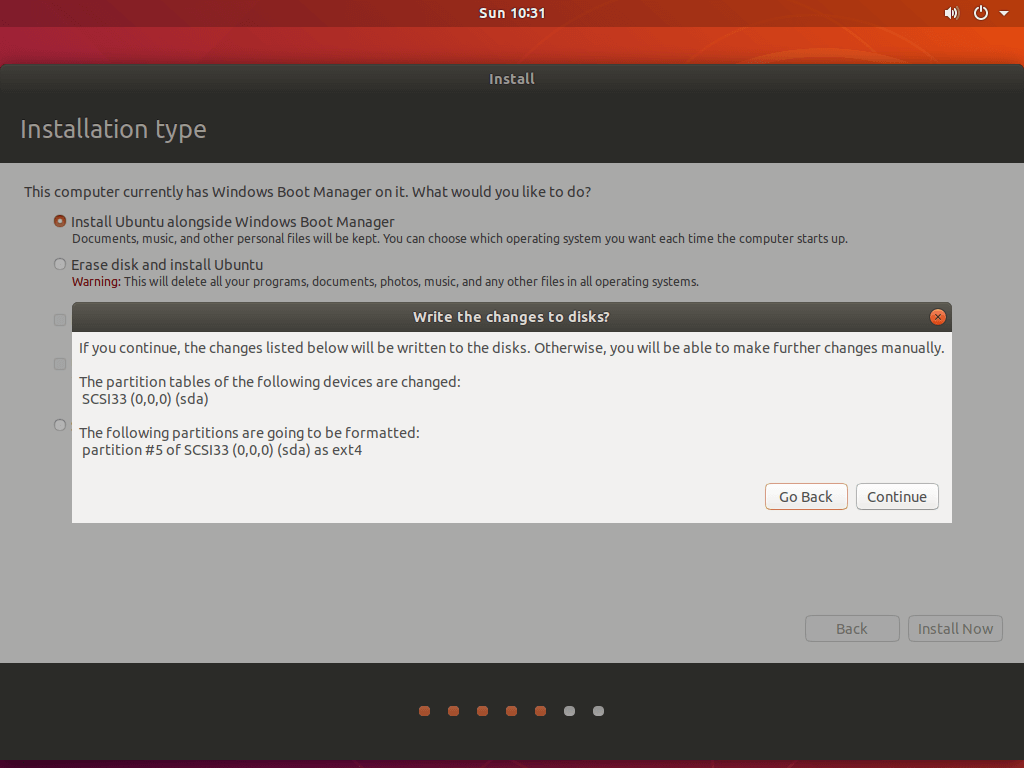 Sun 10:31
Install
Installation type
This computer currently has Windows Boot Manager on it. What would you like to do?
Install Ubuntu alongside Windows Boot Manager
Documents, music, and other personal files will be kept. You can choose which operating system you want each time the computer starts up.
Erase disk and install Ubuntu
Warning: This will delete all your programs, documents, photos, music, and any other files in all operating systems.
Write the changes to disks?
If you continue, the changes listed below will be written to the disks. Otherwise, you will be able to make further changes manually.
The partition tables of the following devices are changed:
SCSI33 (0,0,0) (sda)
The following partitions are going to be formatted:
partition #5 of SCSI33 (0,0,0) (sda) as ext4
Go Back
Continue
Back
Install Now